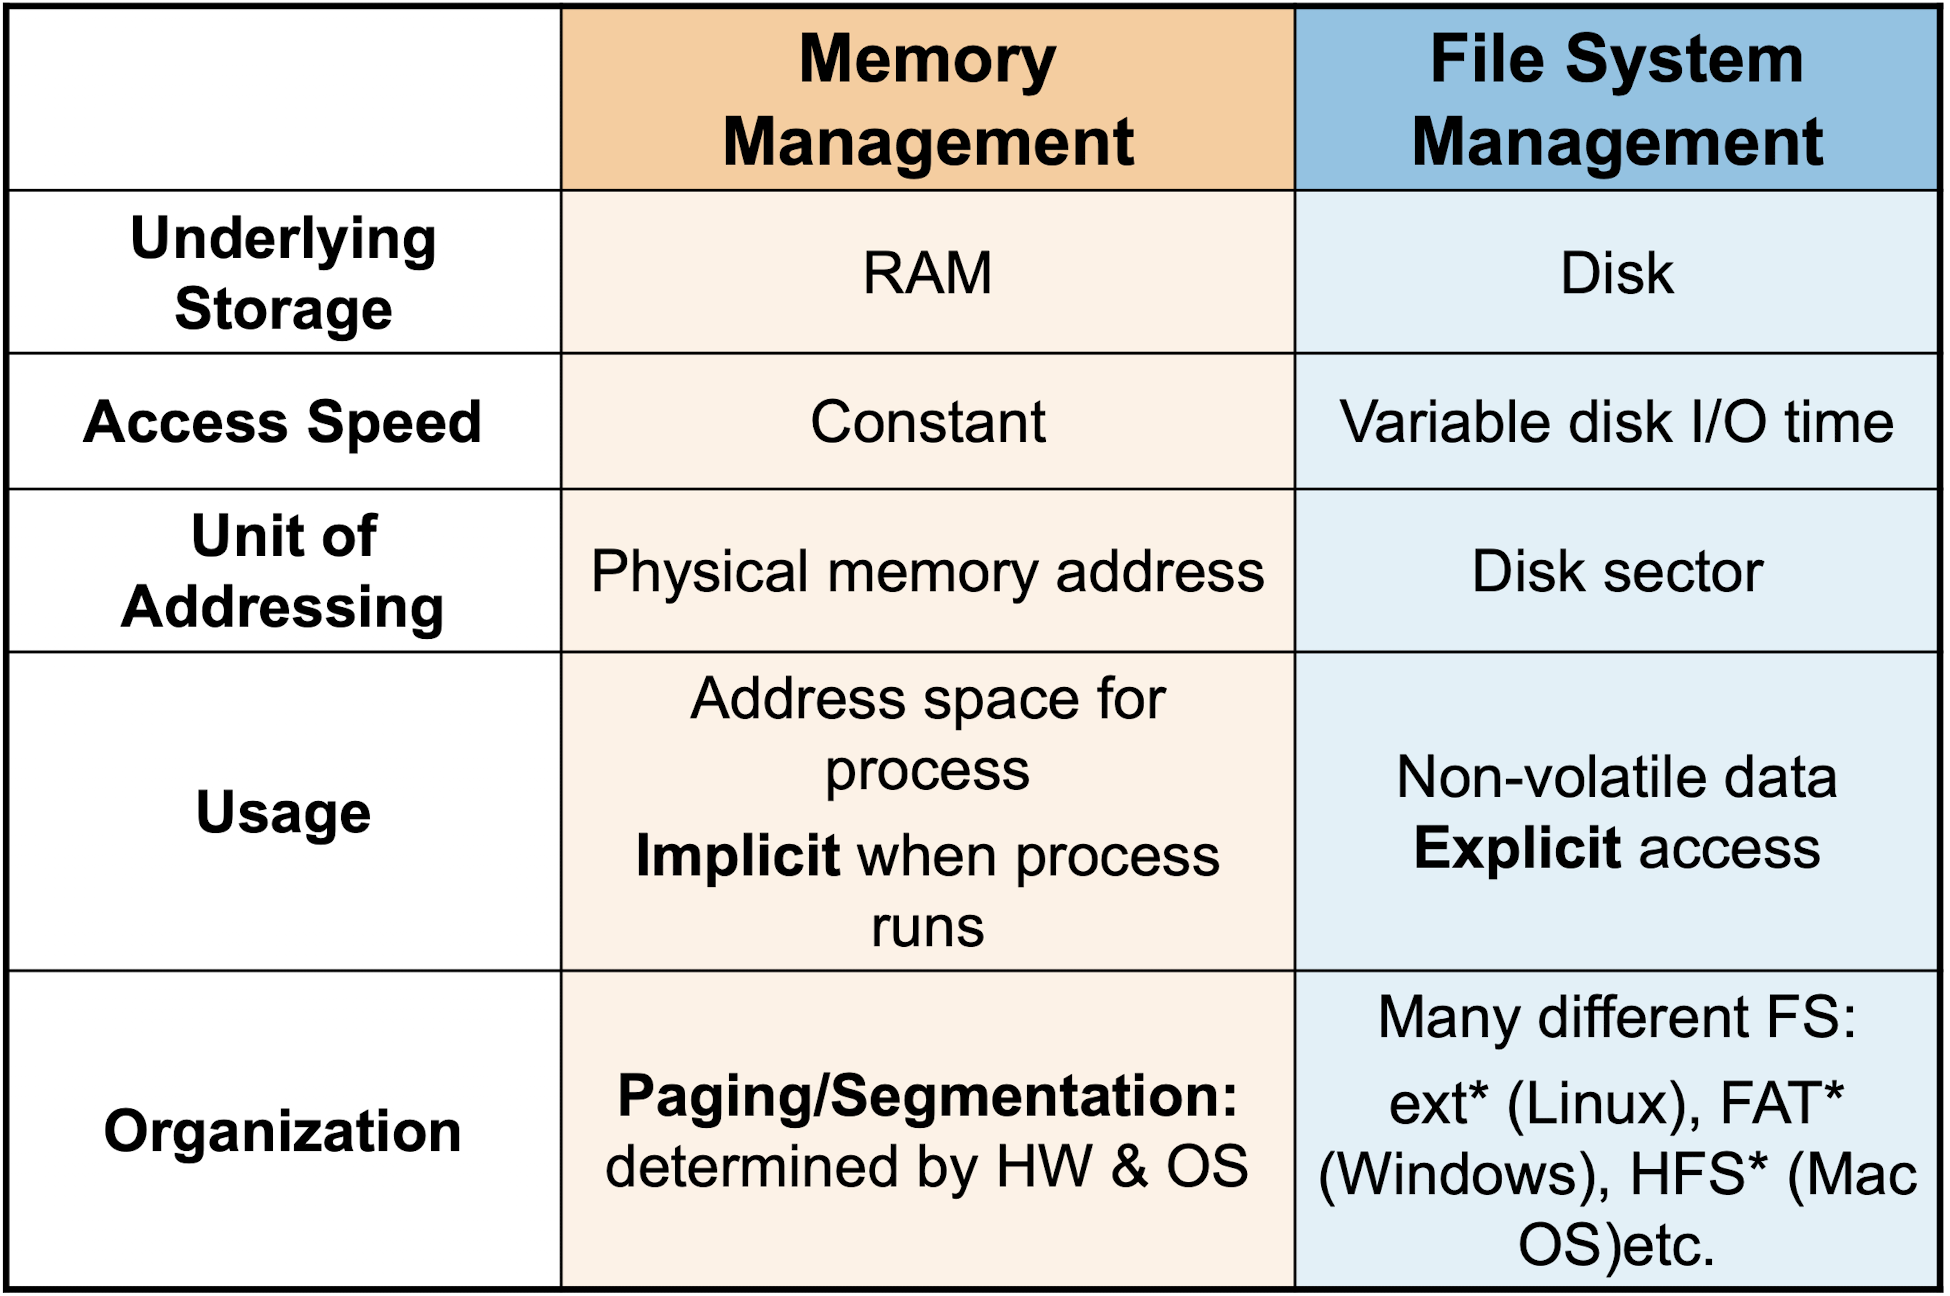 Memory
Management
File System
Management
Underlying
Storage
RAM
Disk
Access Speed
Constant
Variable disk I/O time
Unit of
Addressing
Physical memory address
Disk sector
Usage
Address space for
process
Implicit when process
runs
Non-volatile data
Explicit access
Organization
Paging/Segmentation:
determined by HW & OS
Many different FS:
ext* (Linux), FAT*
(Windows), HFS* (Mac
OS)etc.